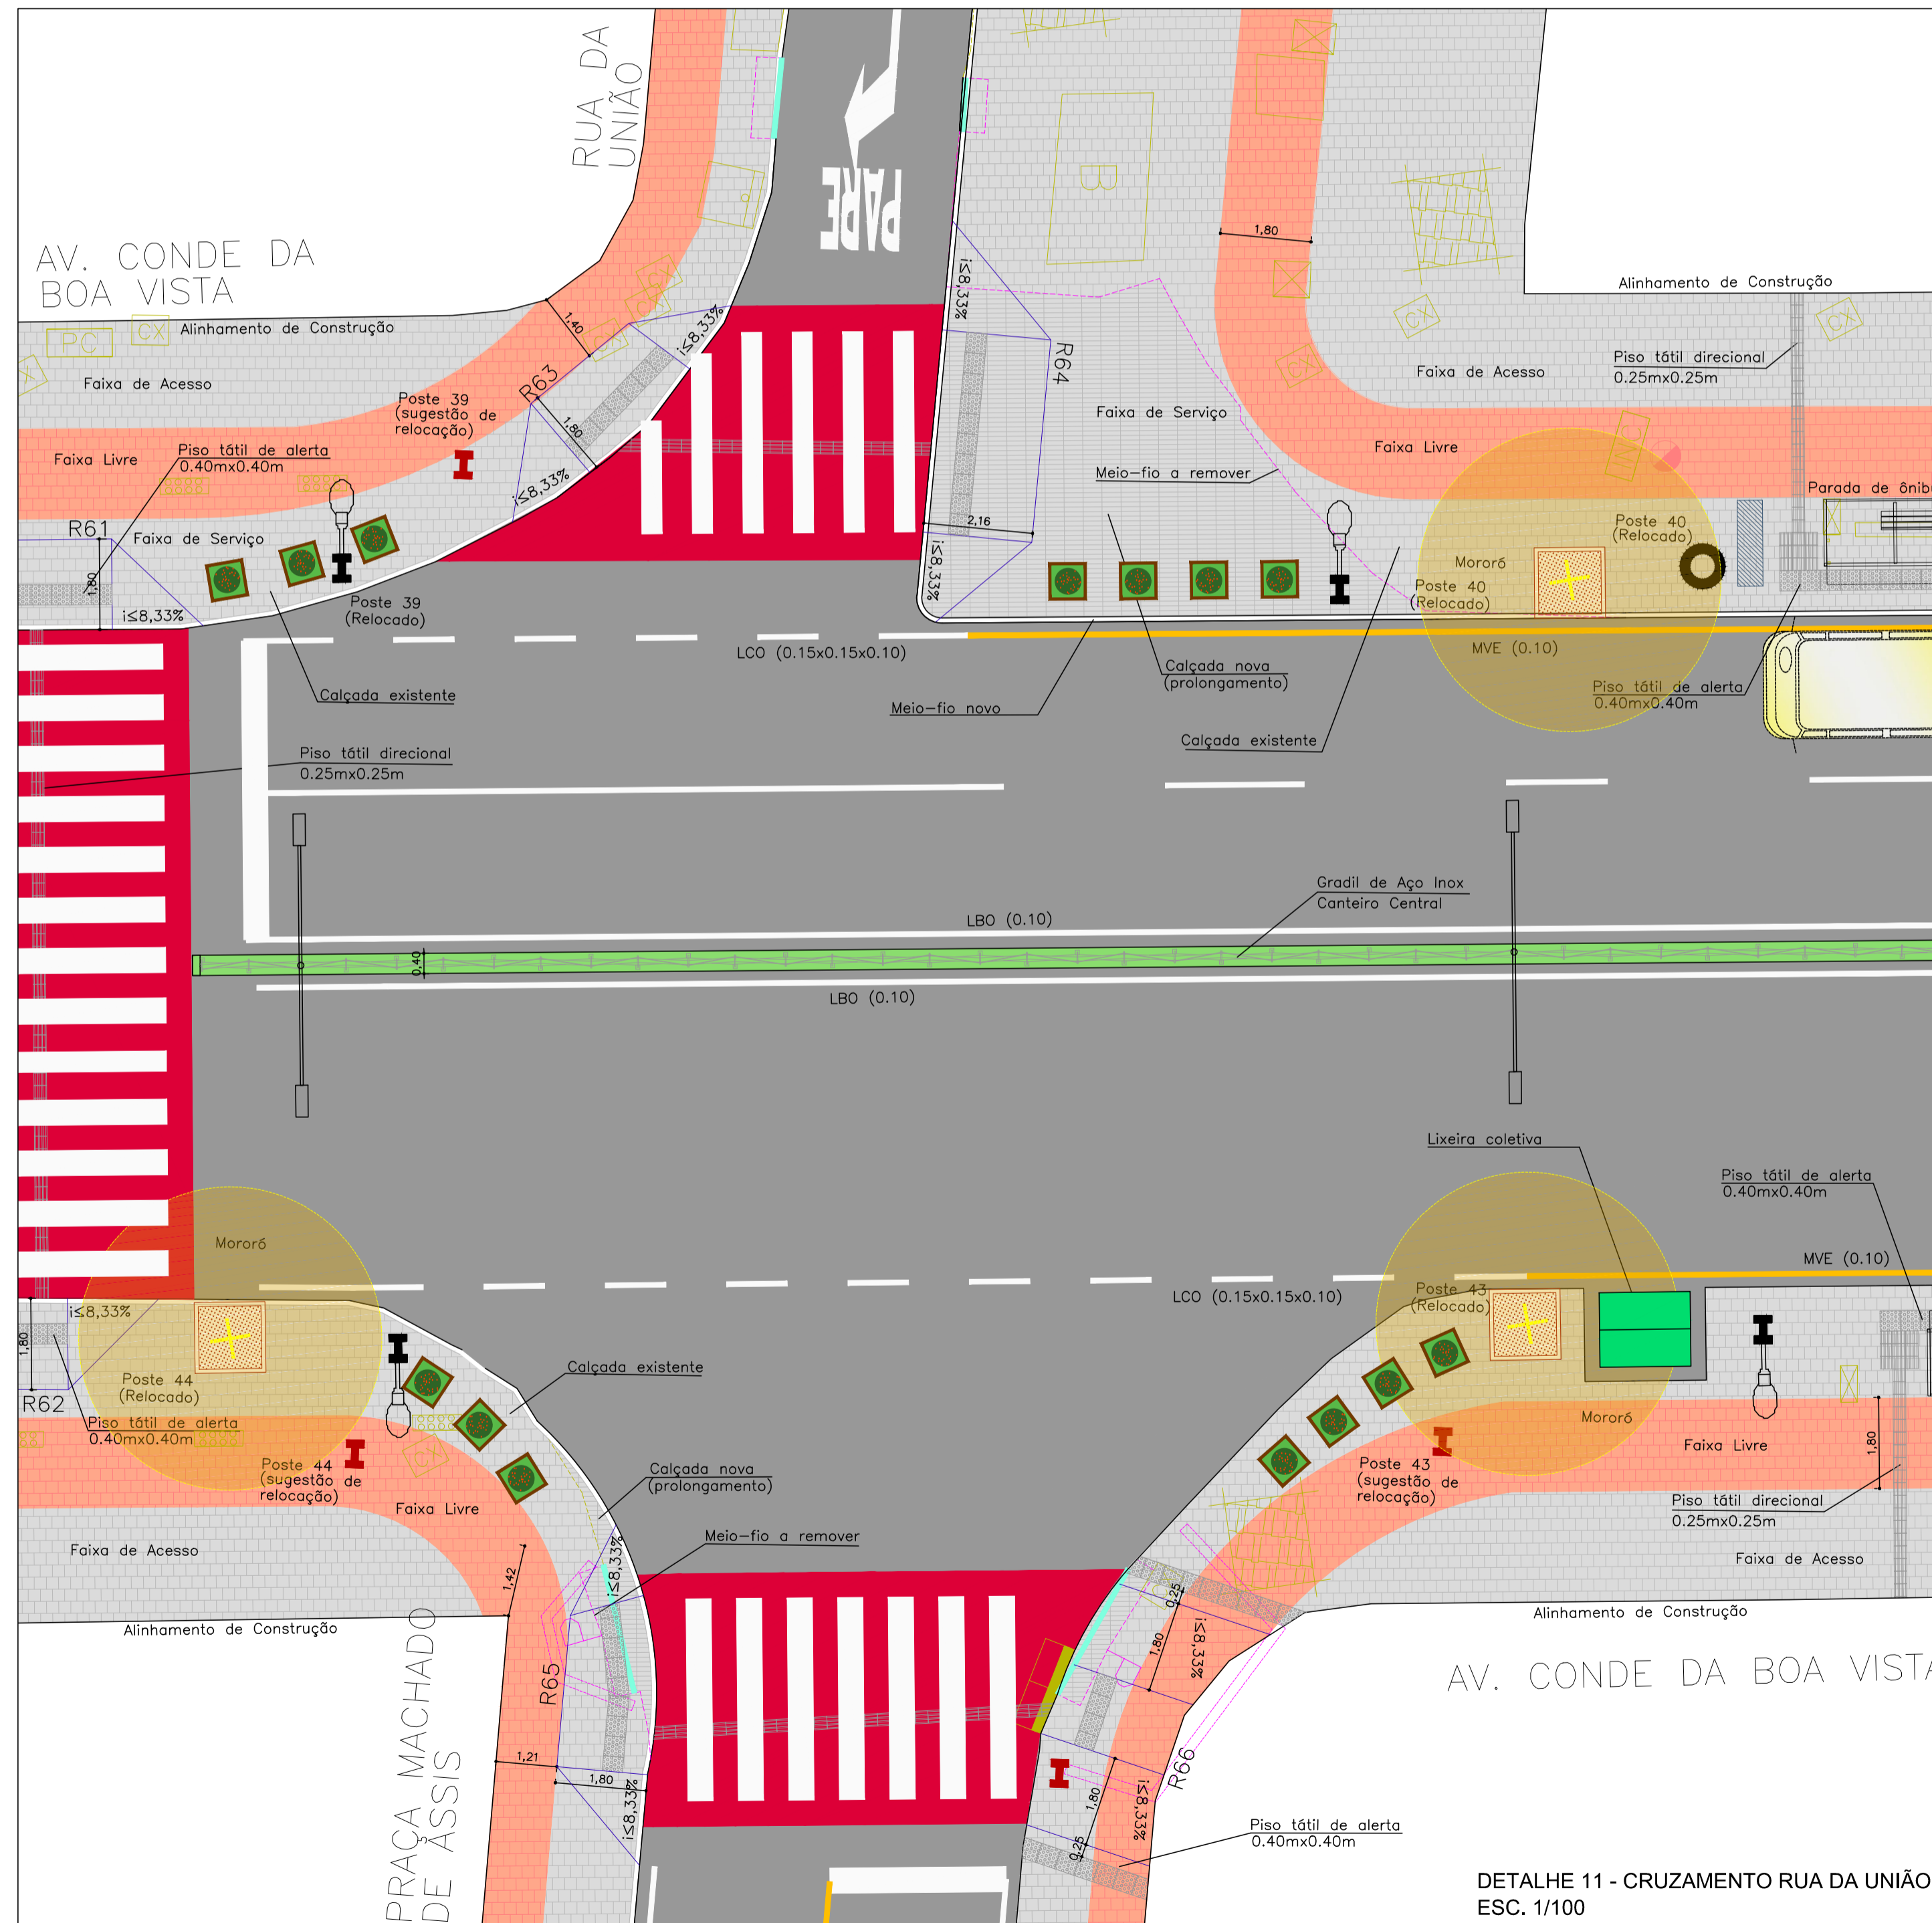 RUA DA
UNIÃO
PARE
AV. CONDE DA
BOA VISTA
Alinhamento de Construção
PC
CX
CX
CX
CX
Faixa de Acesso
1,40
i≤8,33%
R63
Poste 39
(sugestão de
relocação)
1,80
Faixa Livre
Piso tátil de alerta
0.40mx0.40m
i≤8,33%
R61
Faixa de Serviço
1,80
i≤8,33%
Poste 39
(Relocado)
Calçada existente
B
1,80
i≤8,33%
R64
Alinhamento de Construção
CX
CX
CX
Piso tátil direcional
0.25mx0.25m
Faixa de Acesso
Faixa de Serviço
Faixa Livre
Meio-fio a remover
Parada de ônib
2,16
i≤8,33%
Poste 40
(Relocado)
Mororó
Poste 40
(Relocado)
LCO (0.15x0.15x0.10)
MVE (0.10)
Calçada nova
(prolongamento)
Meio-fio novo
Piso tátil de alerta
0.40mx0.40m
Calçada existente
Piso tátil direcional
0.25mx0.25m
Gradil de Aço Inox
Canteiro Central
LBO (0.10)
0,40
LBO (0.10)
Lixeira coletiva
Piso tátil de alerta
0.40mx0.40m
Mororó
MVE (0.10)
LCO (0.15x0.15x0.10)
Poste 43
(Relocado)
i≤8,33%
1,80
R62
Poste 44
(Relocado)
Piso tátil de alerta
0.40mx0.40m
Calçada existente
CX
Mororó
Faixa Livre
1,80
Poste 44
(sugestão de
relocação)
Faixa Livre
Calçada nova
(prolongamento)
Poste 43
(sugestão de
relocação)
Piso tátil direcional
0.25mx0.25m
Faixa de Acesso
Meio-fio a remover
Faixa de Acesso
1,42
i≤8,33%
Alinhamento de Construção
0,25
1,80
i≤8,33%
Alinhamento de Construção
R65
AV. CONDE DA BOA VISTA
1,21
1,80
i≤8,33%
R66
1,80
i≤8,33%
0,25
Piso tátil de alerta
0.40mx0.40m
PRAÇA MACHADO
DE ASSIS
DETALHE 11 - CRUZAMENTO RUA DA UNIÃO
ESC. 1/100